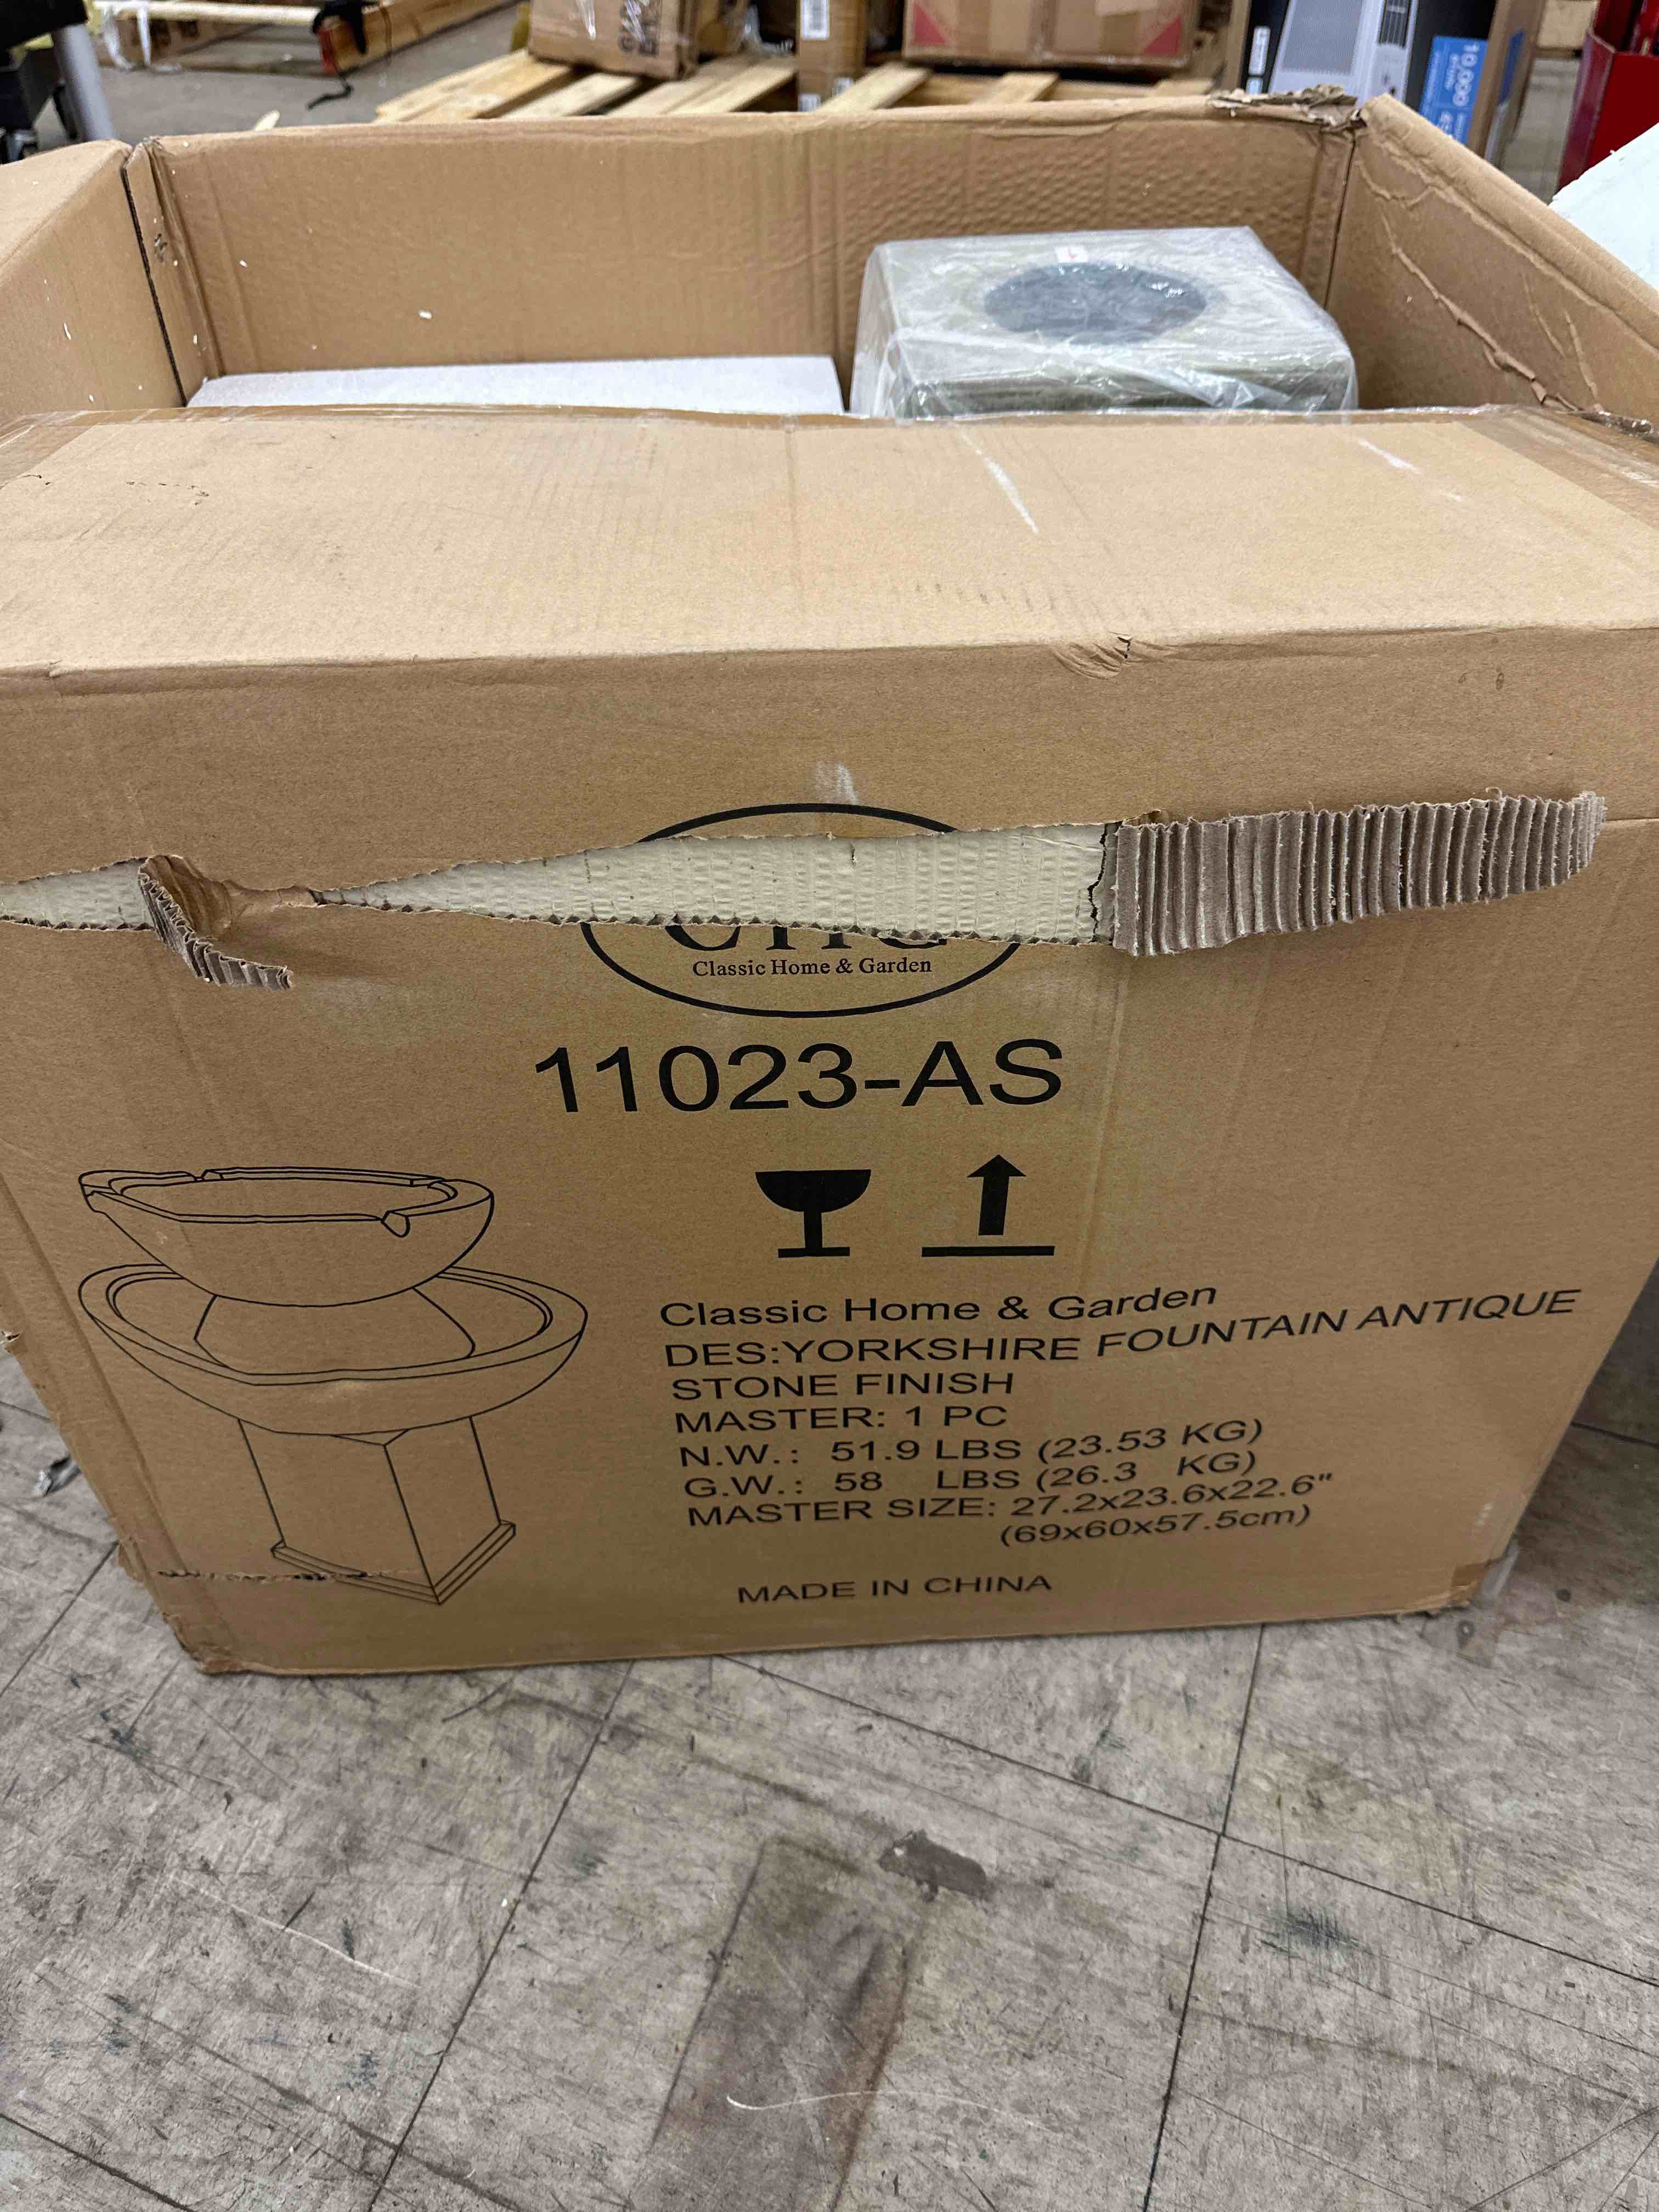 10,000
Classic Home & Garden
11023-AS
Classic Home & Garden
DES:YORKSHIRE FOUNTAIN ANTIQUE
STONE FINISH
MASTER: 1 PC
N.W.: 51.9 LBS (23.53 KG)
G.W.: 58 LBS (26.3 KG)
MASTER SIZE: 27.2x23.6x22.6"
(69x60x57.5cm)
MADE IN CHINA